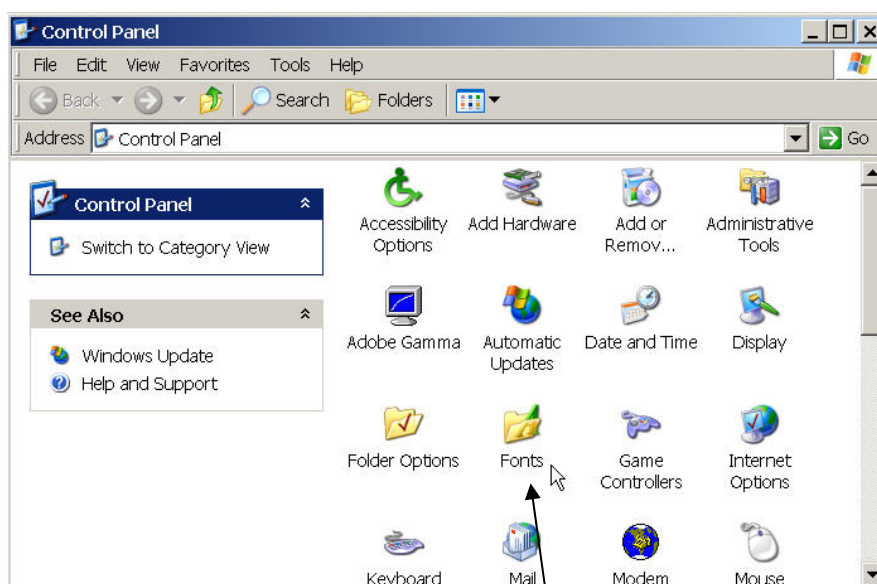 Control Panel
File Edit View Favorites Tools Help
Back Search Folders
Address Control Panel Go
Control Panel
Switch to Category View
See Also
Windows Update
Help and Support
Accessibility Options
Add Hardware
Add or Remov...
Administrative Tools
Adobe Gamma
Automatic Updates
Date and Time
Display
Folder Options
Fonts
Game Controllers
Internet Options
Keyboard
Mail
Modem
Mouse